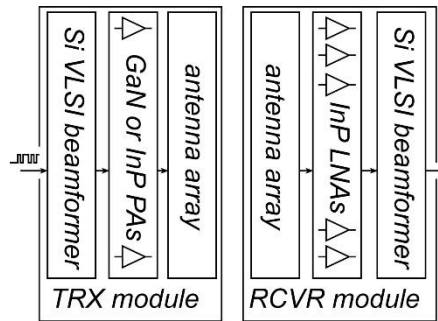 Si VLSI beamformer
GaN or InP PAs
antenna array
TRX module
antenna array
InP LNAs
Si VLSI beamformer
RCVR module